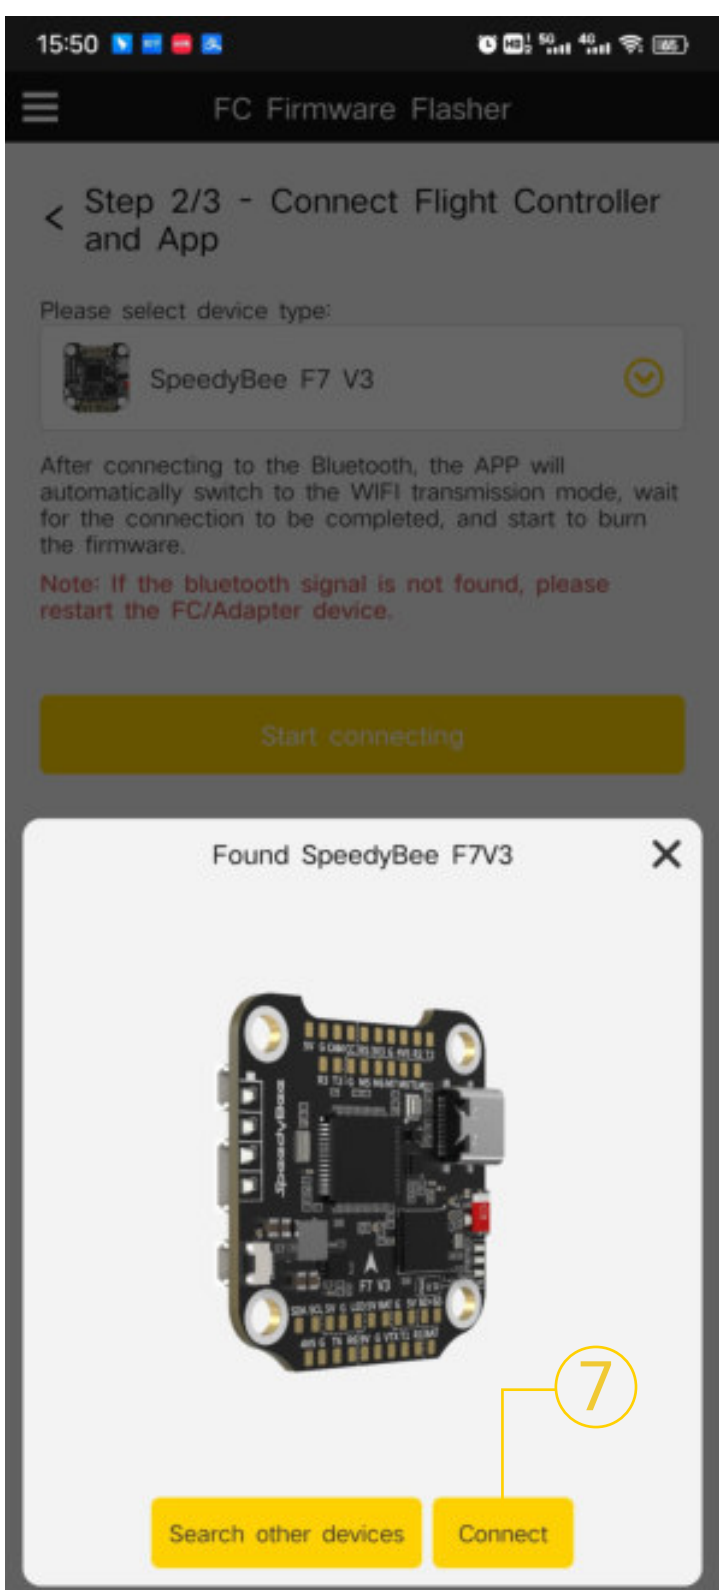 15:50
FC Firmware Flasher
< Step 2/3 - Connect Flight Controller
and App
Please select device type:
SpeedyBee F7 V3
After connecting to the Bluetooth, the APP will
automatically switch to the WIFI transmission mode, wait
for the connection to be completed, and start to burn
the firmware.
Note: If the bluetooth signal is not found, please
restart the FC/Adapter device.
Start connecting
Found SpeedyBee F7V3
SpeedyBee
F7 V3
7
Search other devices
Connect